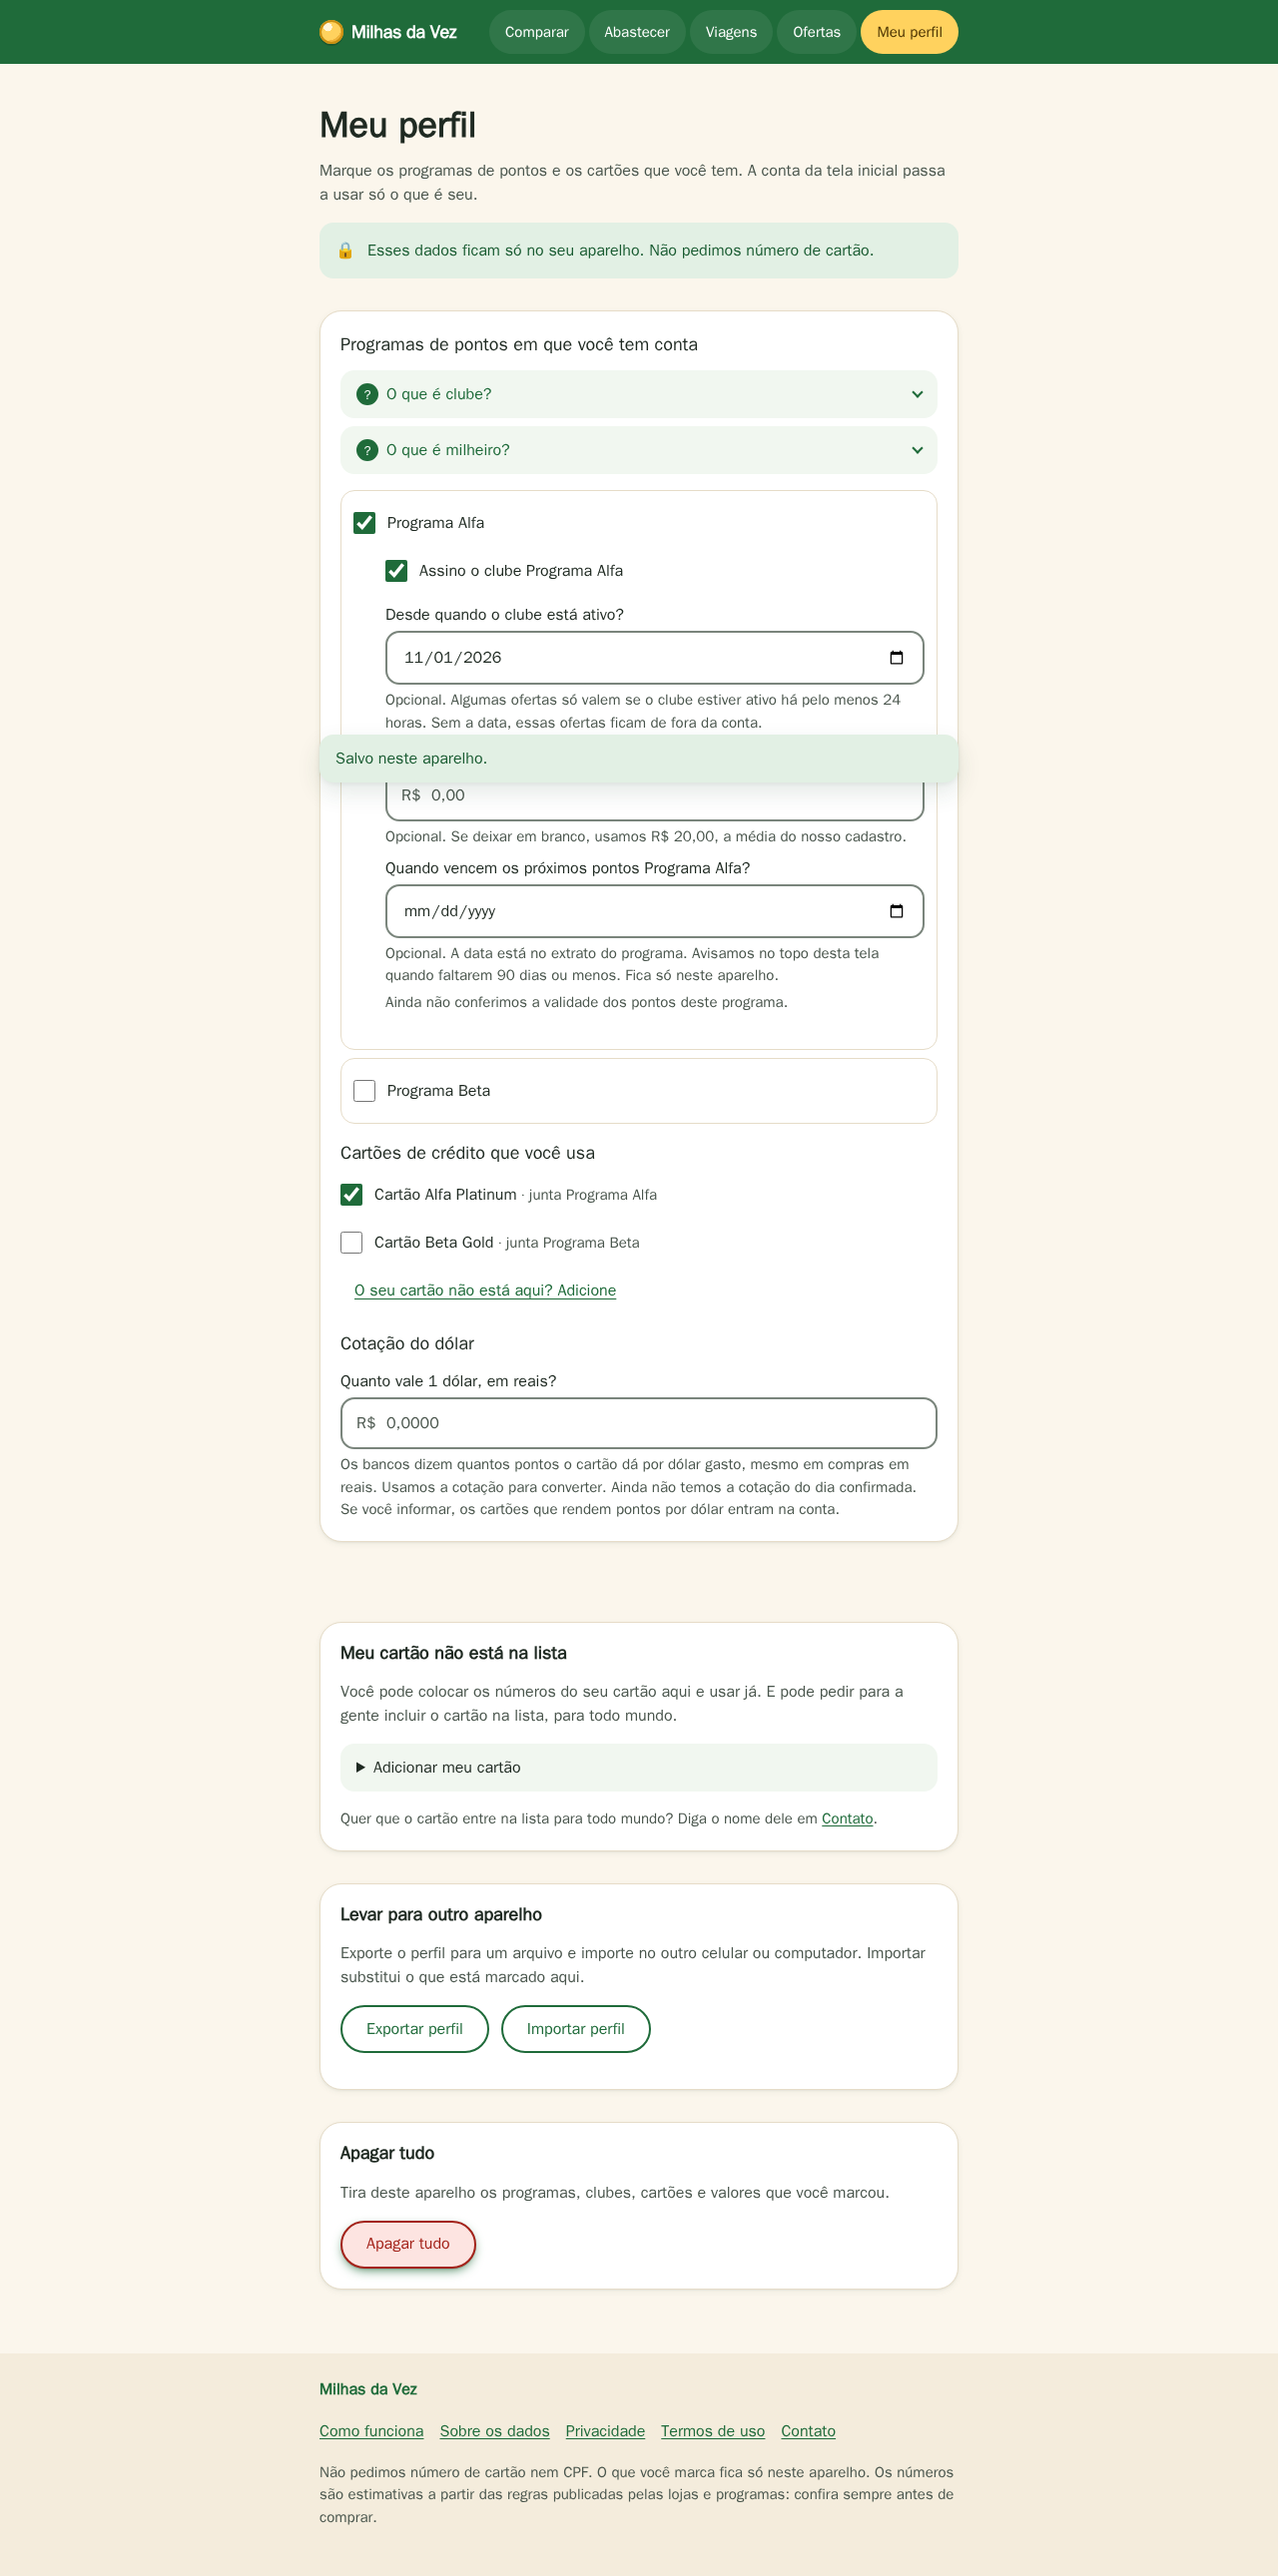 Milhas da Vez
Comparar
Abastecer
Viagens
Ofertas
Meu perfil
Meu perfil
Marque os programas de pontos e os cartões que você tem. A conta da tela inicial passa
a usar só o que é seu.
Esses dados ficam só no seu aparelho. Não pedimos número de cartão.
Programas de pontos em que você tem conta
? O que é clube?
? O que é milheiro?
Programa Alfa
Assino o clube Programa Alfa
Desde quando o clube está ativo?
11/01/2026
Opcional. Algumas ofertas só valem se o clube estiver ativo há pelo menos 24
horas. Sem a data, essas ofertas ficam de fora da conta.
Salvo neste aparelho.
R$ 0,00
Opcional. Se deixar em branco, usamos R$ 20,00, a média do nosso cadastro.
Quando vencem os próximos pontos Programa Alfa?
mm/dd/yyyy
Opcional. A data está no extrato do programa. Avisamos no topo desta tela
quando faltarem 90 dias ou menos. Fica só neste aparelho.
Ainda não conferimos a validade dos pontos deste programa.
Programa Beta
Cartões de crédito que você usa
Cartão Alfa Platinum · junta Programa Alfa
Cartão Beta Gold · junta Programa Beta
O seu cartão não está aqui? Adicione
Cotação do dólar
Quanto vale 1 dólar, em reais?
R$ 0,0000
Os bancos dizem quantos pontos o cartão dá por dólar gasto, mesmo em compras em
reais. Usamos a cotação para converter. Ainda não temos a cotação do dia confirmada.
Se você informar, os cartões que rendem pontos por dólar entram na conta.
Meu cartão não está na lista
Você pode colocar os números do seu cartão aqui e usar já. E pode pedir para a
gente incluir o cartão na lista, para todo mundo.
Adicionar meu cartão
Quer que o cartão entre na lista para todo mundo? Diga o nome dele em Contato.
Levar para outro aparelho
Exporte o perfil para um arquivo e importe no outro celular ou computador. Importar
substitui o que está marcado aqui.
Exportar perfil
Importar perfil
Apagar tudo
Tira deste aparelho os programas, clubes, cartões e valores que você marcou.
Apagar tudo
Milhas da Vez
Como funciona
Sobre os dados
Privacidade
Termos de uso
Contato
Não pedimos número de cartão nem CPF. O que você marca fica só neste aparelho. Os números
são estimativas a partir das regras publicadas pelas lojas e programas: confira sempre antes de
comprar.